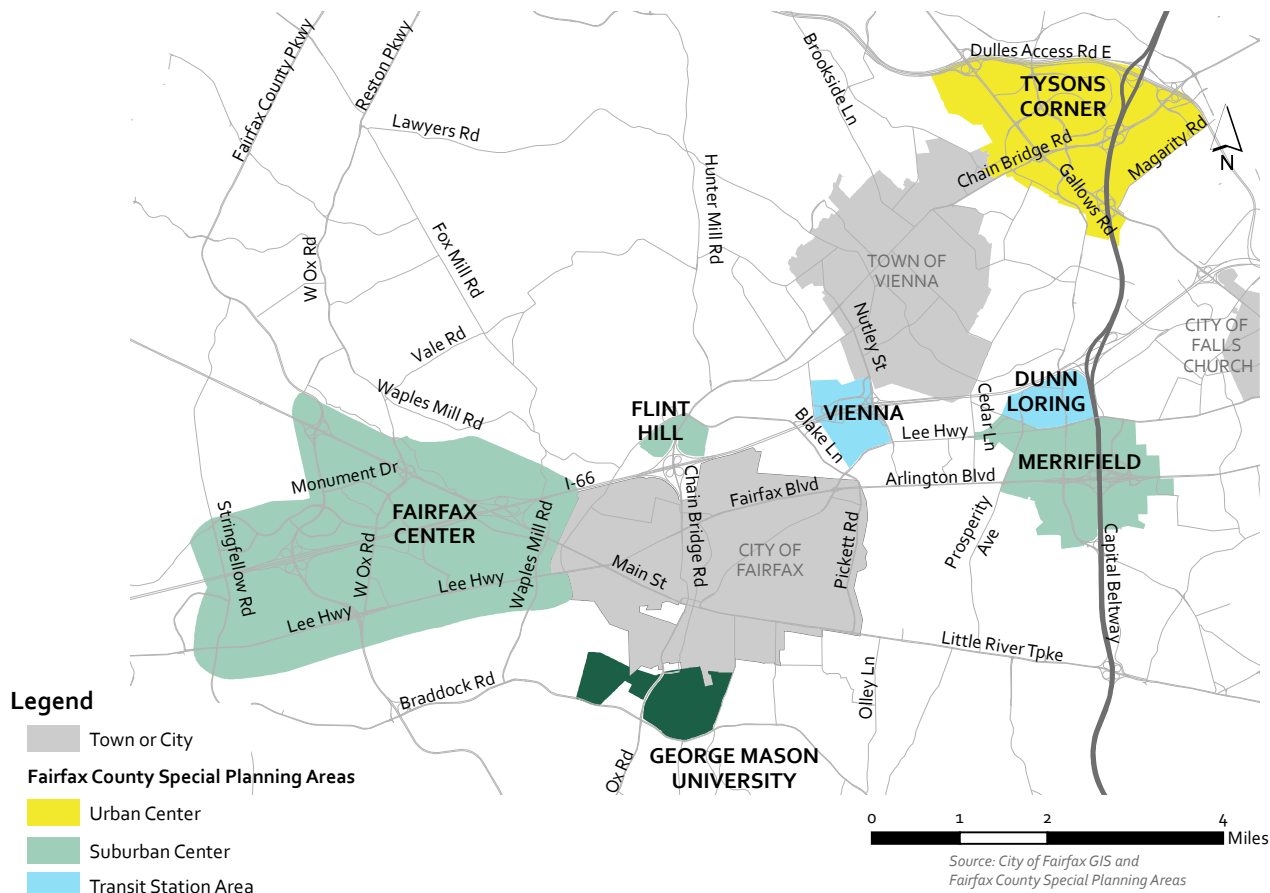 Fairfax County Pkwy
Reston Pkwy
Brookside Ln
Dulles Access Rd E
TYSONS
CORNER
Lawyers Rd
Hunter Mill Rd
Chain Bridge Rd
Magarity Rd
Gallows Rd
N
W Ox Rd
Fox Mill Rd
TOWN OF
VIENNA
Nutley St
CITY OF
FALLS
CHURCH
Vale Rd
Waples Mill Rd
FLINT
HILL
VIENNA
Blake Ln
Lee Hwy
Cedar Ln
DUNN
LORING
MERRIFIELD
Monument Dr
I-66
Chain Bridge Rd
Fairfax Blvd
Arlington Blvd
Stringfellow Rd
FAIRFAX
CENTER
W Ox Rd
Waples Mill Rd
CITY OF
FAIRFAX
Pickett Rd
Prosperity
Ave
Capital Beltway
Main St
Lee Hwy
Lee Hwy
Little River Tpke
Olley Ln
Braddock Rd
Ox Rd
GEORGE MASON
UNIVERSITY
Legend
Town or City
Fairfax County Special Planning Areas
Urban Center
Suburban Center
Transit Station Area
0 1 2 4
Miles
Source: City of Fairfax GIS and
Fairfax County Special Planning Areas